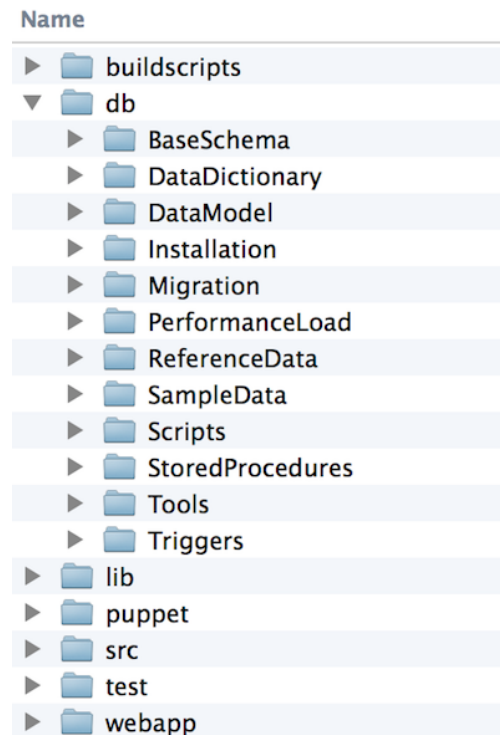 Name
buildscripts
db
BaseSchema
DataDictionary
DataModel
Installation
Migration
PerformanceLoad
ReferenceData
SampleData
Scripts
StoredProcedures
Tools
Triggers
lib
puppet
src
test
webapp